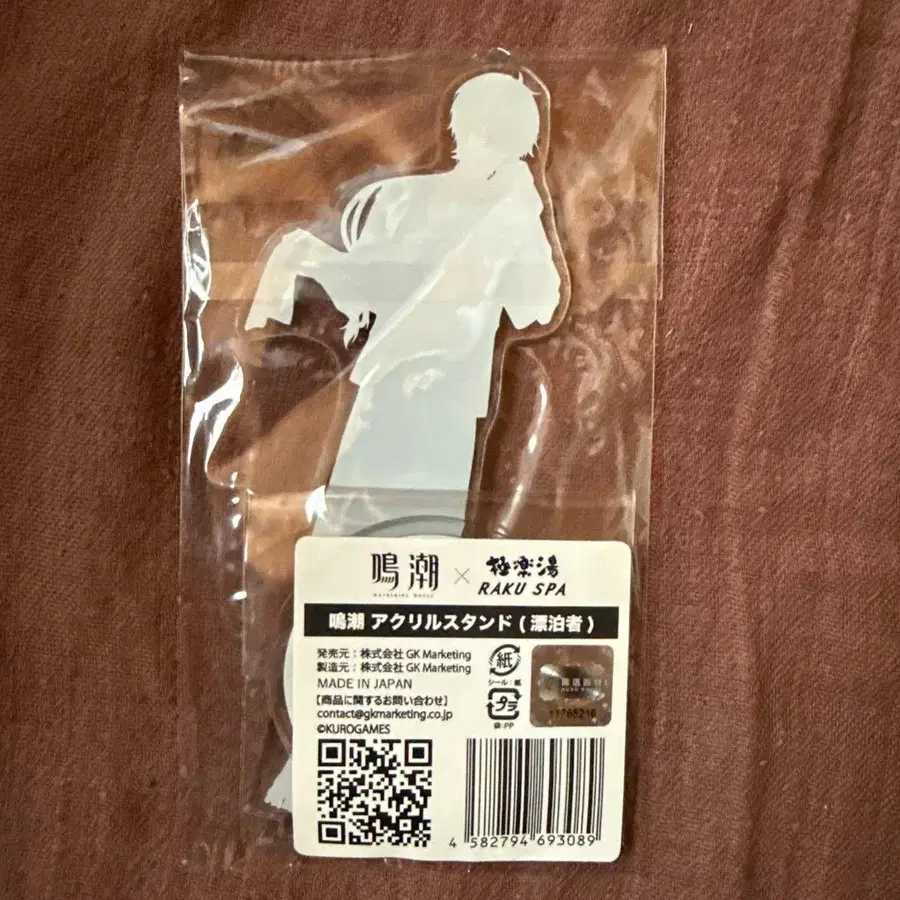 鳴潮 × 極楽湯
WUTHERING WAVES RAKU SPA
鳴潮 アクリルスタンド ( 漂泊者 )
発売元：株式会社 GK Marketing
製造元：株式会社 GK Marketing
MADE IN JAPAN
【商品に関するお問い合わせ】
contact@gkmarketing.co.jp
©KUROGAMES
紙
シール : 紙
プラ
袋: PP
4 582794 693089